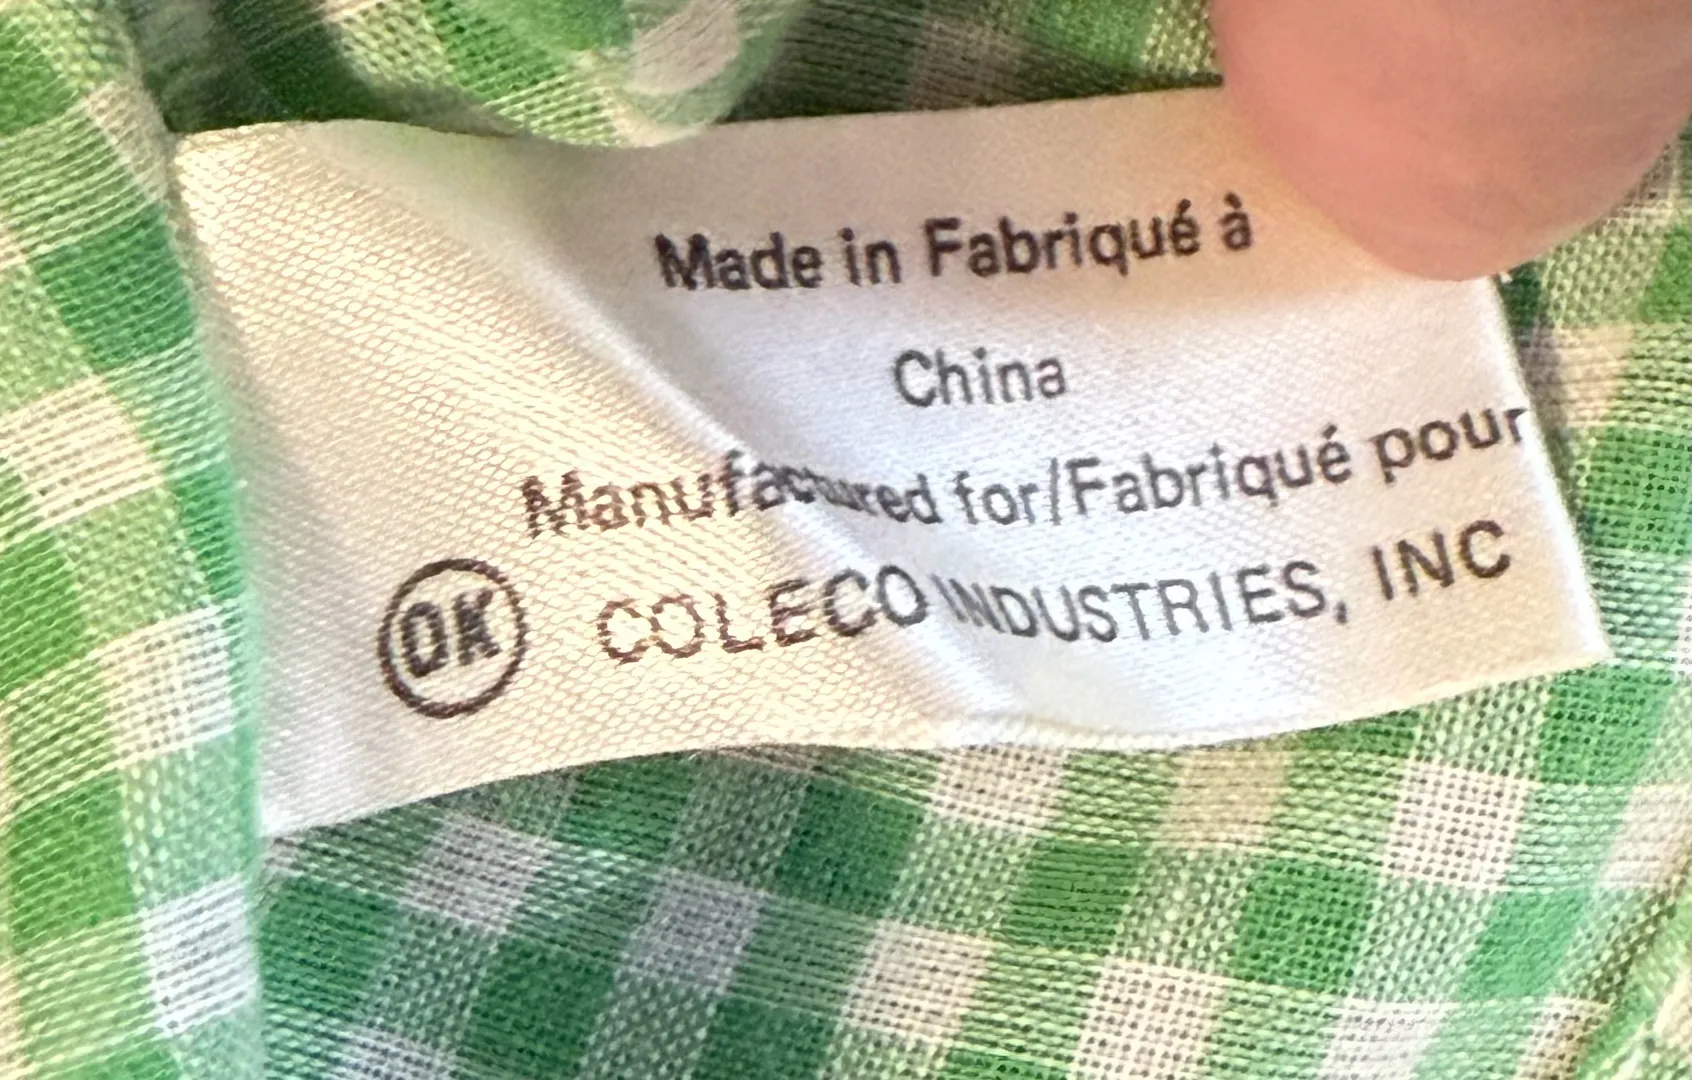 Made in Fabriqué à
China
Manufactured for/Fabriqué pour
OK COLECO INDUSTRIES, INC